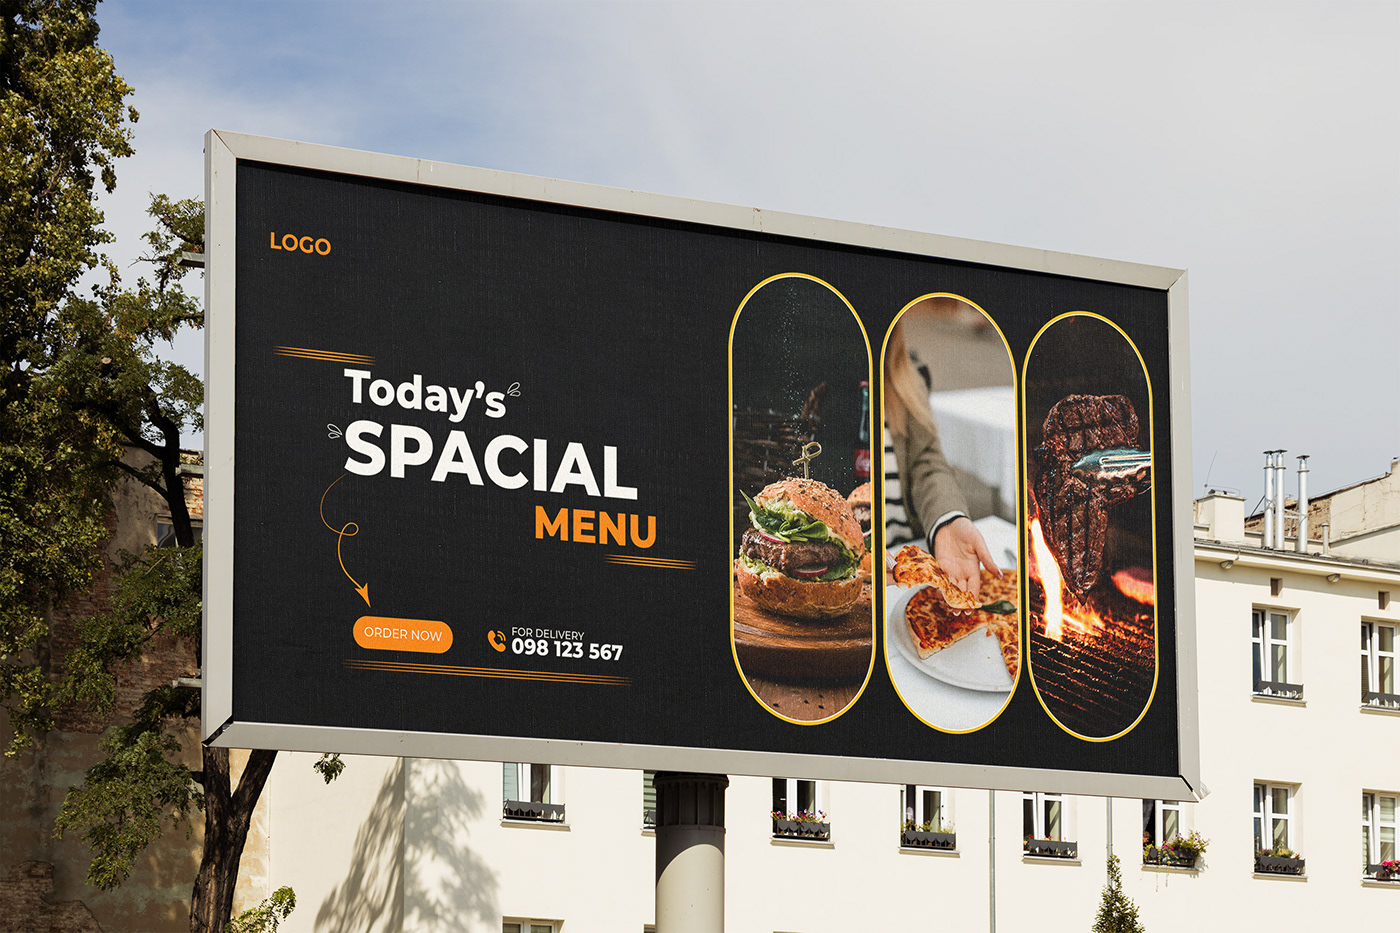 LOGO
Today's
SPACIAL
MENU
ORDER NOW
FOR DELIVERY
098 123 567